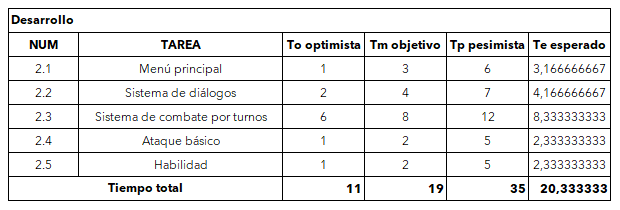 Desarrollo
NUM TAREA To optimista Tm objetivo Tp pesimista Te esperado
2.1 Menú principal 1 3 6 3,166666667
2.2 Sistema de diálogos 2 4 7 4,166666667
2.3 Sistema de combate por turnos 6 8 12 8,333333333
2.4 Ataque básico 1 2 5 2,333333333
2.5 Habilidad 1 2 5 2,333333333
Tiempo total 11 19 35 20,333333